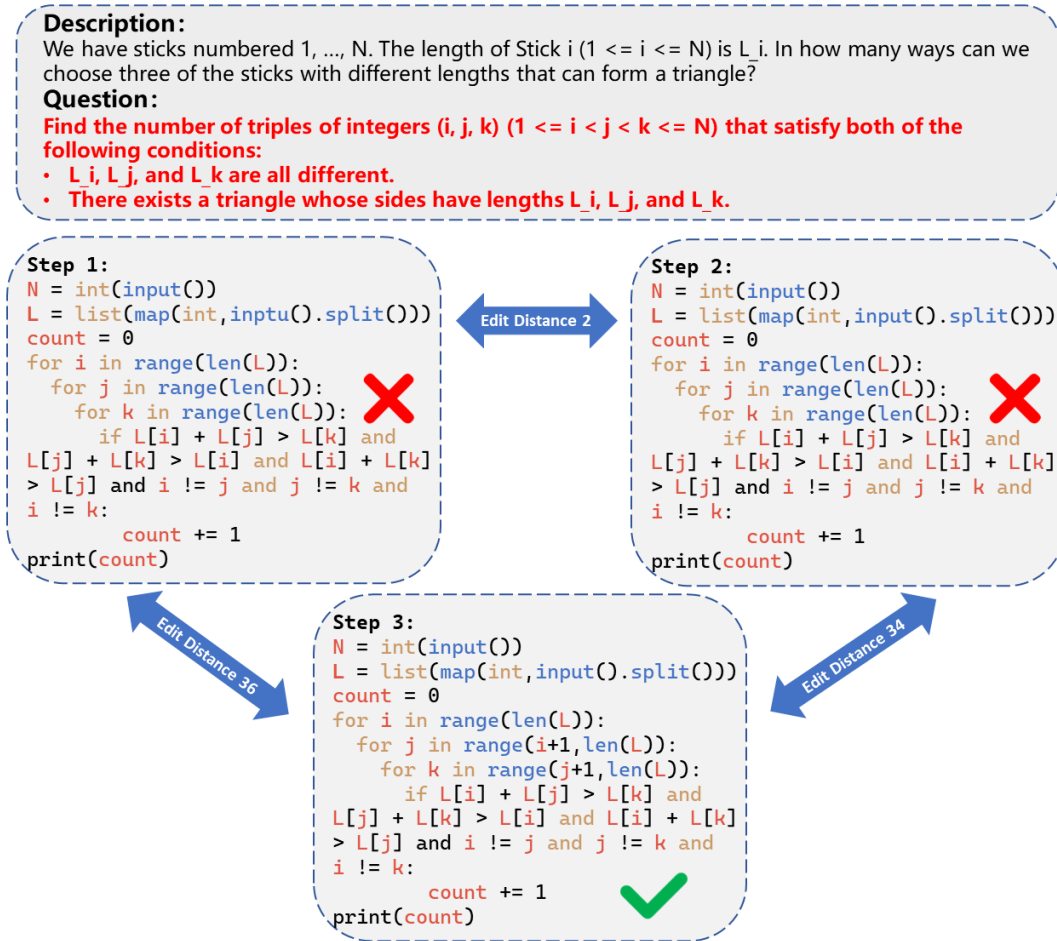 Description:
We have sticks numbered 1, ..., N. The length of Stick i (1 <= i <= N) is L_i. In how many ways can we
choose three of the sticks with different lengths that can form a triangle?
Question:
Find the number of triples of integers (i, j, k) (1 <= i < j < k <= N) that satisfy both of the
following conditions:
• L_i, L_j, and L_k are all different.
• There exists a triangle whose sides have lengths L_i, L_j, and L_k.
Step 1:
N = int(input())
L = list(map(int,inptu().split()))
count = 0
for i in range(len(L)):
  for j in range(len(L)):
    for k in range(len(L)):
      if L[i] + L[j] > L[k] and
L[j] + L[k] > L[i] and L[i] + L[k]
> L[j] and i != j and j != k and
i != k:
        count += 1
print(count)
Edit Distance 2
Step 2:
N = int(input())
L = list(map(int,input().split()))
count = 0
for i in range(len(L)):
  for j in range(len(L)):
    for k in range(len(L)):
      if L[i] + L[j] > L[k] and
L[j] + L[k] > L[i] and L[i] + L[k]
> L[j] and i != j and j != k and
i != k:
        count += 1
print(count)
Edit Distance 36
Edit Distance 34
Step 3:
N = int(input())
L = list(map(int,input().split()))
count = 0
for i in range(len(L)):
  for j in range(i+1,len(L)):
    for k in range(j+1,len(L)):
      if L[i] + L[j] > L[k] and
L[j] + L[k] > L[i] and L[i] + L[k]
> L[j] and i != j and j != k and
i != k:
        count += 1
print(count)